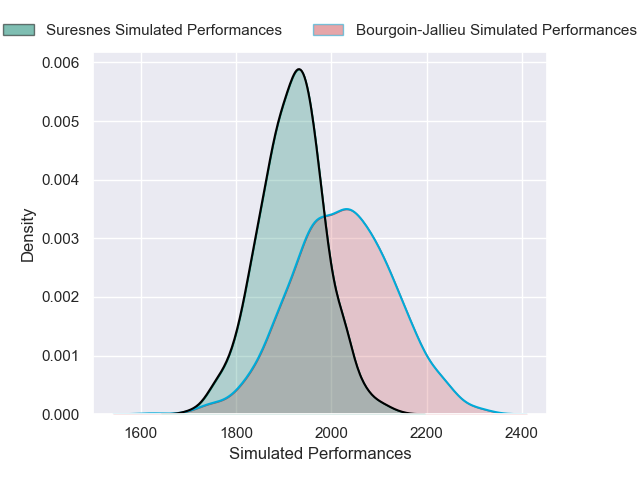 Suresnes Simulated Performances
Bourgoin-Jallieu Simulated Performances
0.006
0.005
0.004
0.003
0.002
0.001
0.000
Density
1600 1800 2000 2200 2400
Simulated Performances